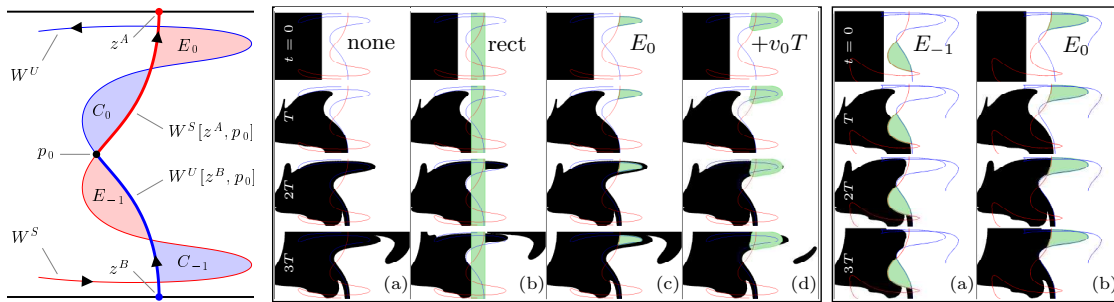 z^A
E_0
W^U
C_0
W^S[z^A, p_0]
p_0
W^U[z^B, p_0]
E_{-1}
W^S
z^B
C_{-1}
t = 0
none
rect
E_0
+v_0T
T
2T
3T
(a)
(b)
(c)
(d)
t = 0
E_{-1}
E_0
T
2T
3T
(a)
(b)